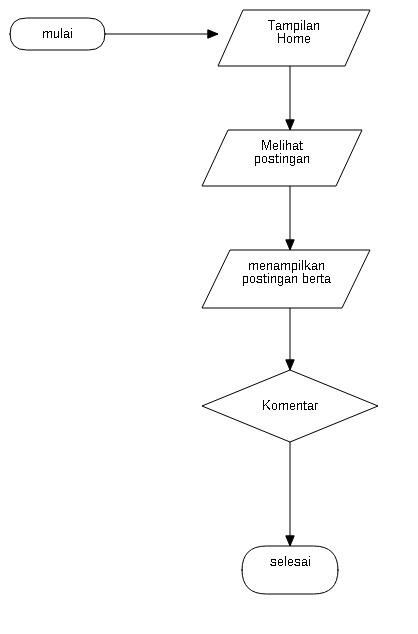 mulai
Tampilan
Home
Melihat
postingan
menampilkan
postingan berta
Komentar
selesai